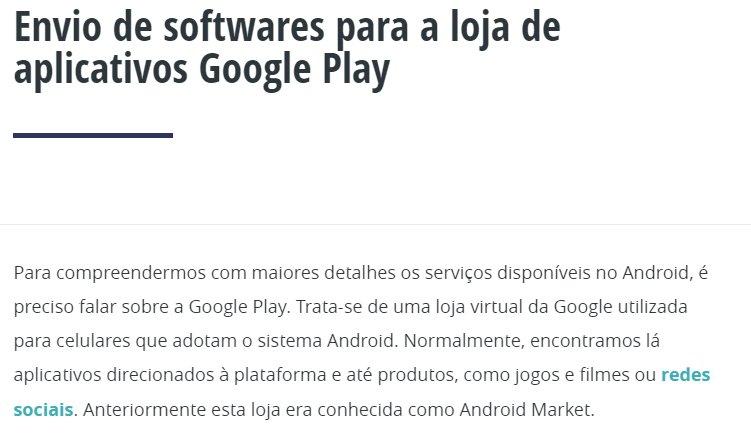 Envio de softwares para a loja de
aplicativos Google Play
Para compreendermos com maiores detalhes os serviços disponíveis no Android, é
preciso falar sobre a Google Play. Trata-se de uma loja virtual da Google utilizada
para celulares que adotam o sistema Android. Normalmente, encontramos lá
aplicativos direcionados à plataforma e até produtos, como jogos e filmes ou redes
sociais. Anteriormente esta loja era conhecida como Android Market.